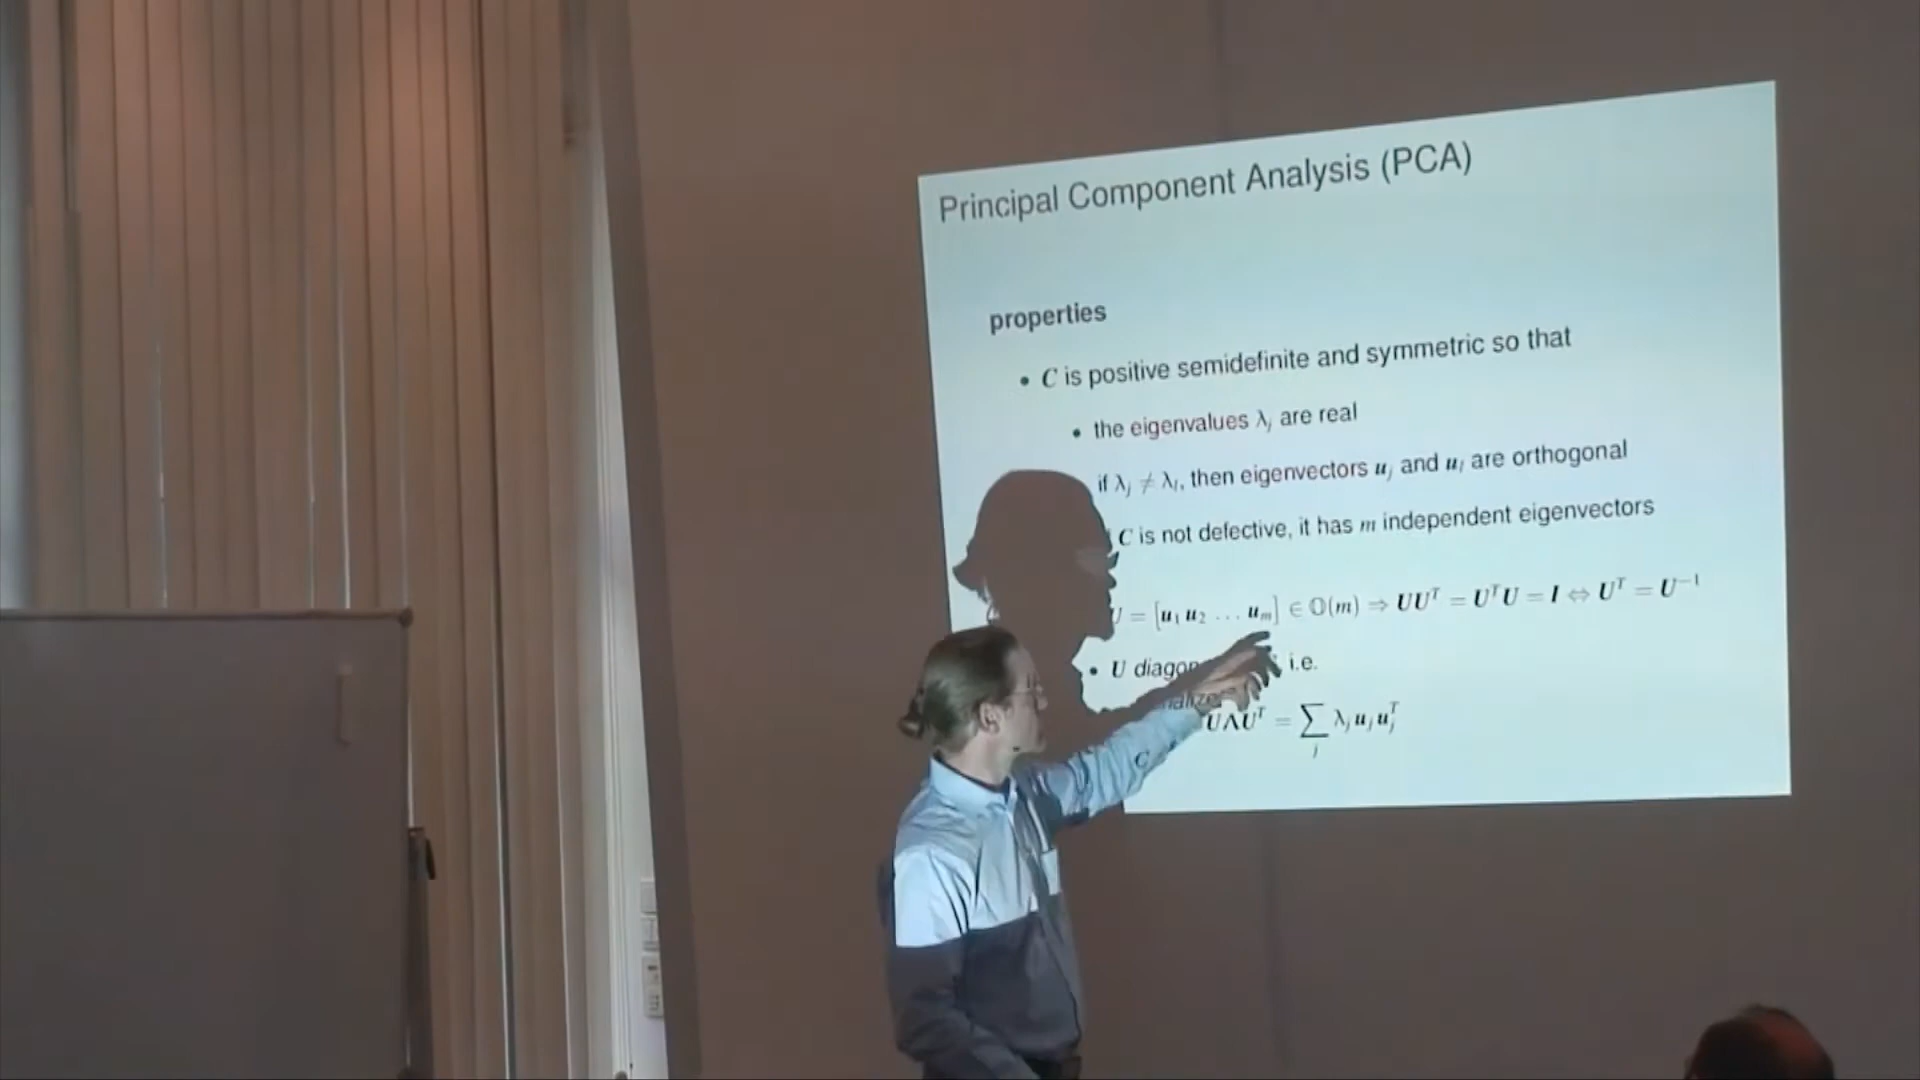 Principal Component Analysis (PCA)
properties
• C is positive semidefinite and symmetric so that
• the eigenvalues λⱼ are real
if λⱼ ≠ λₗ, then eigenvectors uⱼ and uₗ are orthogonal
C is not defective, it has m independent eigenvectors
U = [u₁ u₂ … uₘ] ∈ 𝕆(m) ⇒ UUᵀ = UᵀU = I ⇔ Uᵀ = U⁻¹
• U i.e.
C UΛUᵀ = ∑ⱼ λⱼ uⱼ uⱼᵀ